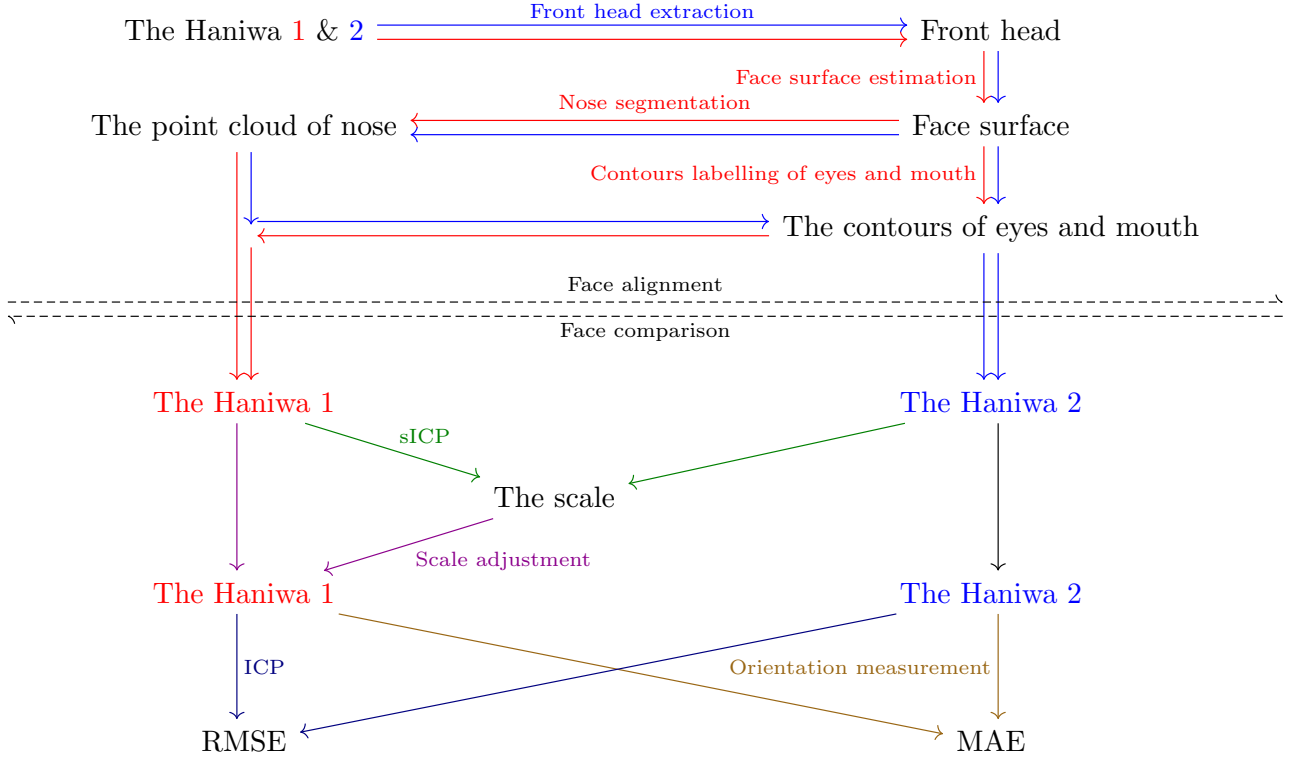 Front head extraction
The Haniwa 1 & 2
Front head
Face surface estimation
Nose segmentation
The point cloud of nose
Face surface
Contours labelling of eyes and mouth
The contours of eyes and mouth
Face alignment
Face comparison
The Haniwa 1
The Haniwa 2
sICP
The scale
Scale adjustment
The Haniwa 1
The Haniwa 2
ICP
Orientation measurement
RMSE
MAE